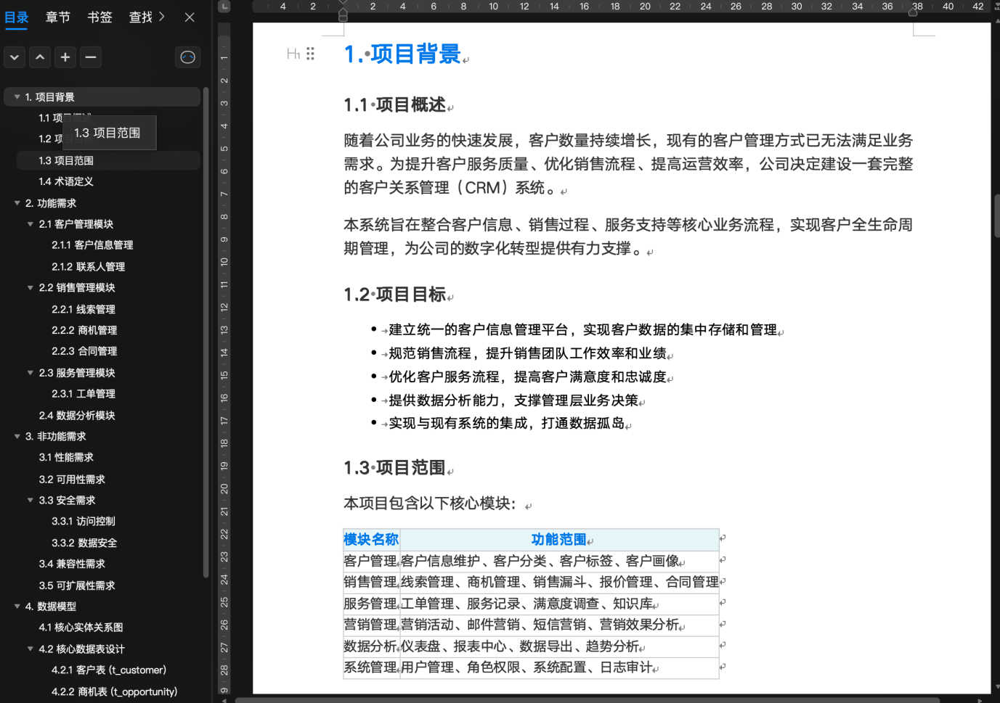 目录 章节 书签 查找
1. 项目背景
1.1 项
1.2 项
1.3 项目范围
1.3 项目范围
1.4 术语定义
2. 功能需求
2.1 客户管理模块
2.1.1 客户信息管理
2.1.2 联系人管理
2.2 销售管理模块
2.2.1 线索管理
2.2.2 商机管理
2.2.3 合同管理
2.3 服务管理模块
2.3.1 工单管理
2.4 数据分析模块
3. 非功能需求
3.1 性能需求
3.2 可用性需求
3.3 安全需求
3.3.1 访问控制
3.3.2 数据安全
3.4 兼容性需求
3.5 可扩展性需求
4. 数据模型
4.1 核心实体关系图
4.2 核心数据表设计
4.2.1 客户表 (t_customer)
4.2.2 商机表 (t_opportunity)
4 2 2 4 6 8 10 12 14 16 18 20 22 24 26 28 30 32 34 36 38 40 42
1 2 3 4 5 6 7 8 9 10 11 12 13 14 15 16 17 18 19 20 21 22 23 24 25 26 27 28
H1
1. 项目背景
1.1 项目概述
随着公司业务的快速发展，客户数量持续增长，现有的客户管理方式已无法满足业务
需求。为提升客户服务质量、优化销售流程、提高运营效率，公司决定建设一套完整
的客户关系管理（CRM）系统。
本系统旨在整合客户信息、销售过程、服务支持等核心业务流程，实现客户全生命周
期管理，为公司的数字化转型提供有力支撑。
1.2 项目目标
• 建立统一的客户信息管理平台，实现客户数据的集中存储和管理
• 规范销售流程，提升销售团队工作效率和业绩
• 优化客户服务流程，提高客户满意度和忠诚度
• 提供数据分析能力，支撑管理层业务决策
• 实现与现有系统的集成，打通数据孤岛
1.3 项目范围
本项目包含以下核心模块：
模块名称 功能范围
客户管理 客户信息维护、客户分类、客户标签、客户画像
销售管理 线索管理、商机管理、销售漏斗、报价管理、合同管理
服务管理 工单管理、服务记录、满意度调查、知识库
营销管理 营销活动、邮件营销、短信营销、营销效果分析
数据分析 仪表盘、报表中心、数据导出、趋势分析
系统管理 用户管理、角色权限、系统配置、日志审计